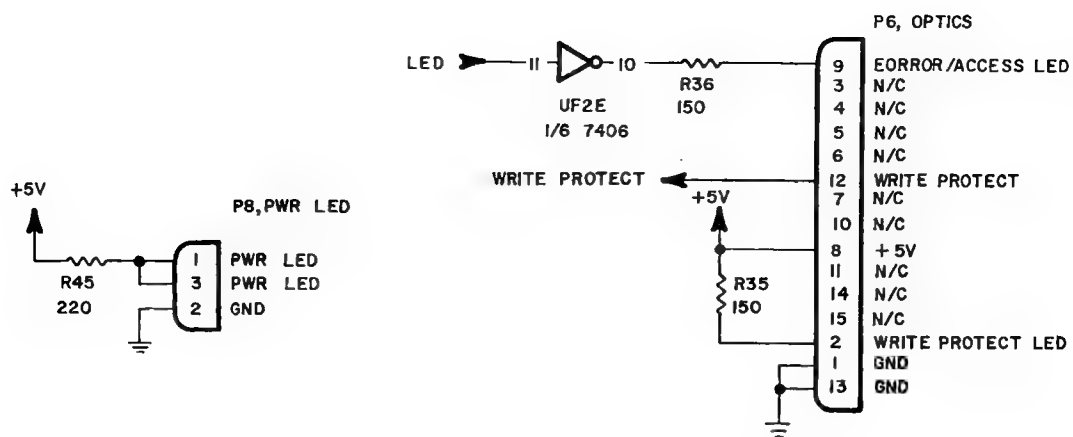 P6, OPTICS
LED 11 10 9 EORROR/ACCESS LED
R36
150
UF2E
1/6 7406
3 N/C
4 N/C
5 N/C
6 N/C
WRITE PROTECT 12 WRITE PROTECT
7 N/C
+5V
10 N/C
8 +5V
11 N/C
R35
150
14 N/C
15 N/C
2 WRITE PROTECT LED
1 GND
13 GND
+5V
P8,PWR LED
R45
220
1 PWR LED
3 PWR LED
2 GND